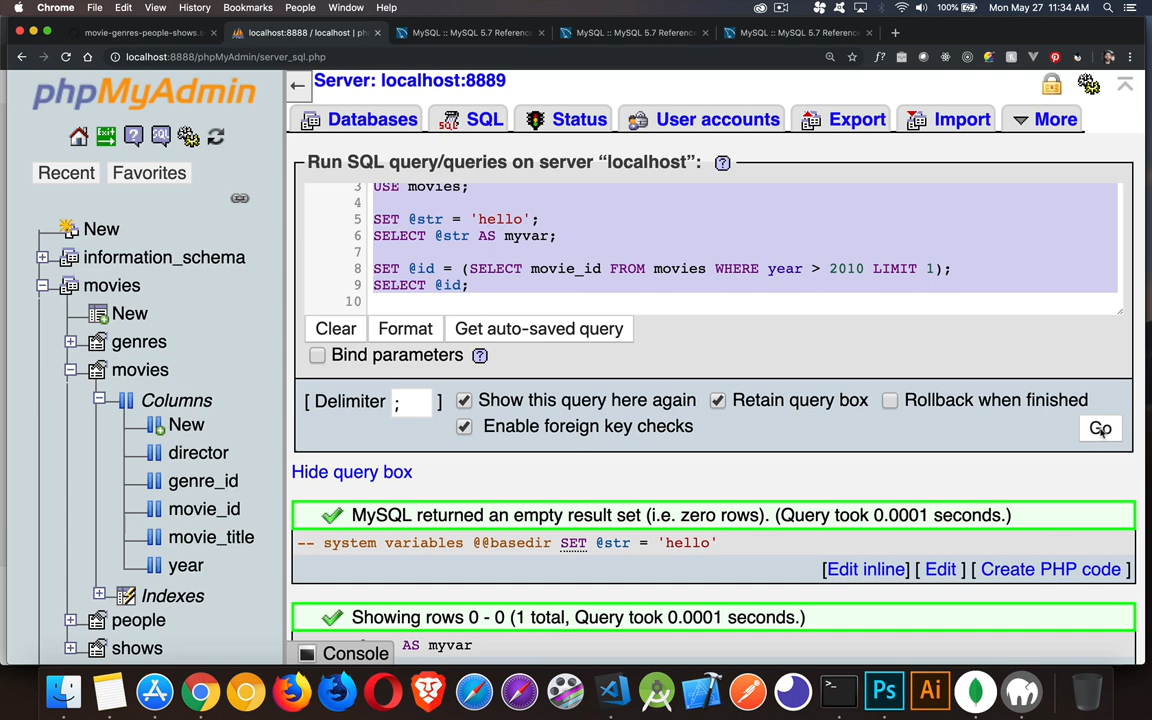 Chrome File Edit View History Bookmarks People Window Help 100% Mon May 27 11:34 AM
movie-genres-people-shows.s × localhost:8888 / localhost | ph × MySQL :: MySQL 5.7 Referenc × MySQL :: MySQL 5.7 Referenc × MySQL :: MySQL 5.7 Referenc × +
localhost:8888/phpMyAdmin/server_sql.php
phpMyAdmin
Recent Favorites
New
information_schema
movies
New
genres
movies
Columns
New
director
genre_id
movie_id
movie_title
year
Indexes
people
shows
Server: localhost:8889
Databases SQL Status User accounts Export Import More
Run SQL query/queries on server “localhost”:
3 USE movies;
4
5 SET @str = 'hello';
6 SELECT @str AS myvar;
7
8 SET @id = (SELECT movie_id FROM movies WHERE year > 2010 LIMIT 1);
9 SELECT @id;
10
Clear Format Get auto-saved query
Bind parameters
[ Delimiter ; ] Show this query here again Retain query box Rollback when finished
Enable foreign key checks
Go
Hide query box
MySQL returned an empty result set (i.e. zero rows). (Query took 0.0001 seconds.)
-- system variables @@basedir SET @str = 'hello'
[Edit inline] [ Edit ] [ Create PHP code ]
Showing rows 0 - 0 (1 total, Query took 0.0001 seconds.)
AS myvar
Console
Ps Ai